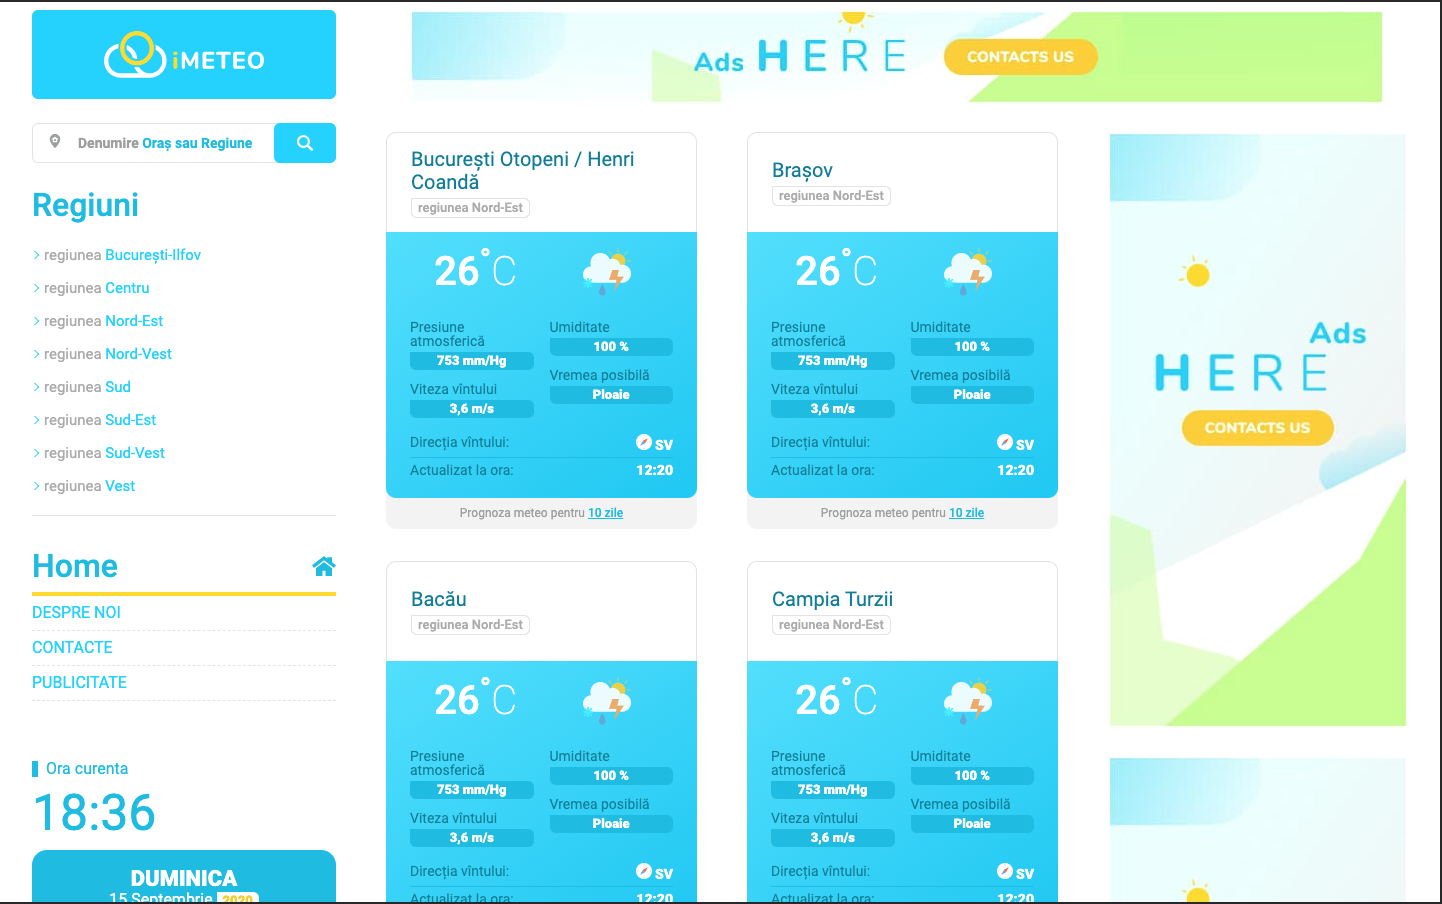 iMETEO
Ads HERE
CONTACTS US
Denumire Oraș sau Regiune
Regiuni
regiunea București-Ilfov
regiunea Centru
regiunea Nord-Est
regiunea Nord-Vest
regiunea Sud
regiunea Sud-Est
regiunea Sud-Vest
regiunea Vest
Home
DESPRE NOI
CONTACTE
PUBLICITATE
Ora curenta
18:36
DUMINICA
15 Septembrie 2020
București Otopeni / Henri
Coandă
regiunea Nord-Est
26°C
Presiune
atmosferică
753 mm/Hg
Umiditate
100 %
Viteza vîntului
3,6 m/s
Vremea posibilă
Ploaie
Direcția vîntului: SV
Actualizat la ora: 12:20
Prognoza meteo pentru 10 zile
Brașov
regiunea Nord-Est
26°C
Presiune
atmosferică
753 mm/Hg
Umiditate
100 %
Viteza vîntului
3,6 m/s
Vremea posibilă
Ploaie
Direcția vîntului: SV
Actualizat la ora: 12:20
Prognoza meteo pentru 10 zile
Bacău
regiunea Nord-Est
26°C
Presiune
atmosferică
753 mm/Hg
Umiditate
100 %
Viteza vîntului
3,6 m/s
Vremea posibilă
Ploaie
Direcția vîntului: SV
Actualizat la ora: 12:20
Campia Turzii
regiunea Nord-Est
26°C
Presiune
atmosferică
753 mm/Hg
Umiditate
100 %
Viteza vîntului
3,6 m/s
Vremea posibilă
Ploaie
Direcția vîntului: SV
Actualizat la ora: 12:20
Ads
HERE
CONTACTS US